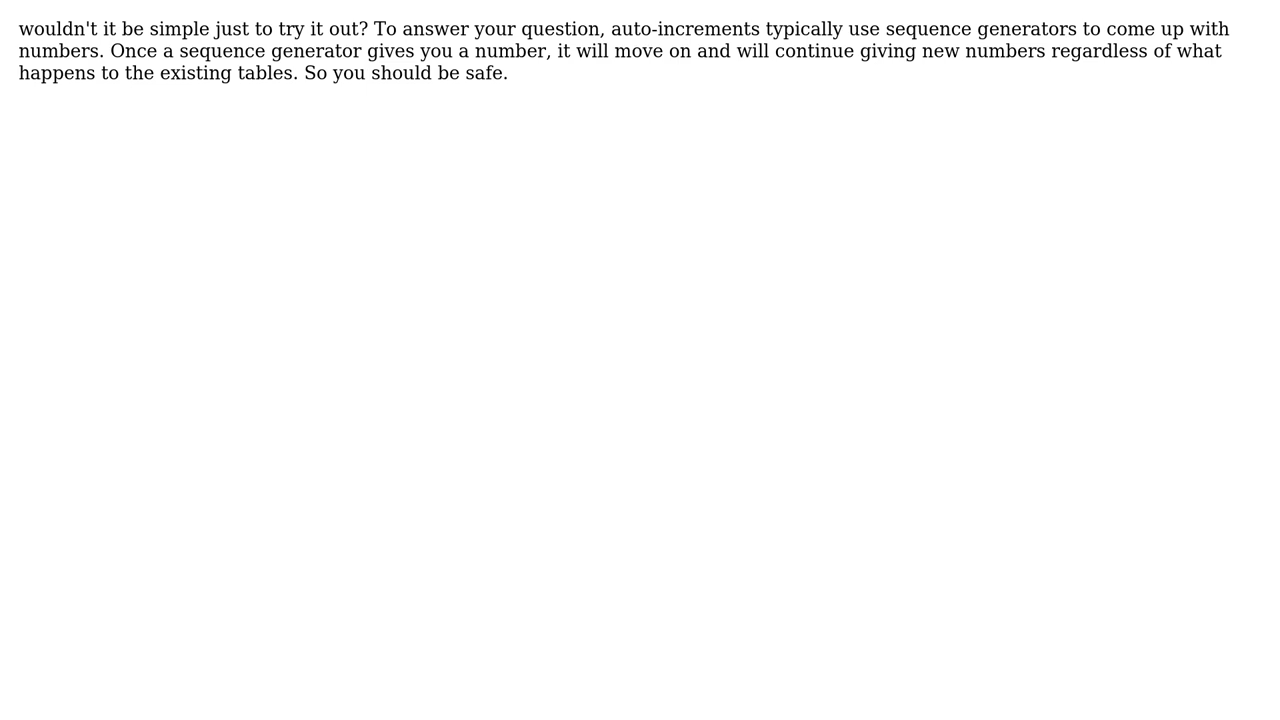 wouldn't it be simple just to try it out? To answer your question, auto-increments typically use sequence generators to come up with
numbers. Once a sequence generator gives you a number, it will move on and will continue giving new numbers regardless of what
happens to the existing tables. So you should be safe.